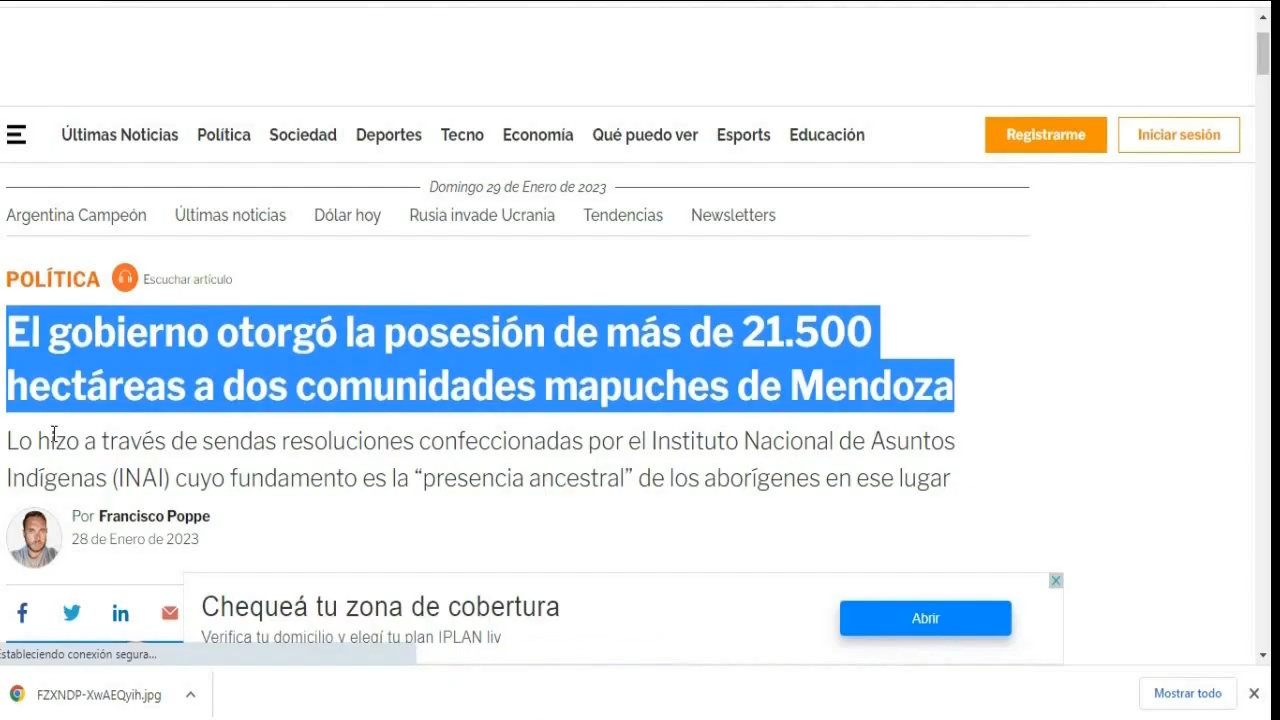 Últimas Noticias Política Sociedad Deportes Tecno Economía Qué puedo ver Esports Educación Registrarme Iniciar sesión
Domingo 29 de Enero de 2023
Argentina Campeón Últimas noticias Dólar hoy Rusia invade Ucrania Tendencias Newsletters
POLÍTICA Escuchar artículo
El gobierno otorgó la posesión de más de 21.500
hectáreas a dos comunidades mapuches de Mendoza
Lo hizo a través de sendas resoluciones confeccionadas por el Instituto Nacional de Asuntos
Indígenas (INAI) cuyo fundamento es la “presencia ancestral” de los aborígenes en ese lugar
Por Francisco Poppe
28 de Enero de 2023
Chequeá tu zona de cobertura
Abrir
Verifica tu domicilio y elegí tu plan IPLAN liv
Estableciendo conexión segura...
FZXNDP-XwAEQyih.jpg
Mostrar todo